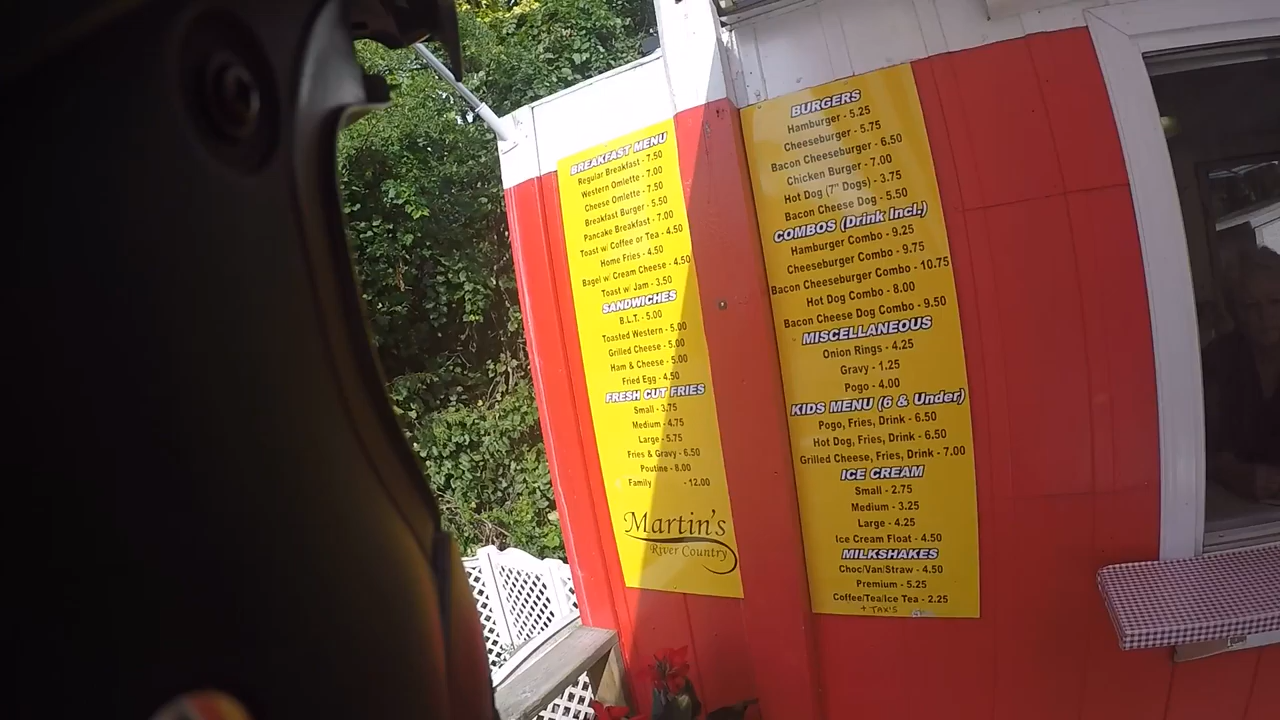 BREAKFAST MENU
Regular Breakfast - 7.50
Western Omlette - 7.00
Cheese Omlette - 7.50
Breakfast Burger - 5.50
Pancake Breakfast - 7.00
Toast w/ Coffee or Tea - 4.50
Home Fries - 4.50
Bagel w/ Cream Cheese - 4.50
Toast w/ Jam - 3.50
SANDWICHES
B.L.T. - 5.00
Toasted Western - 5.00
Grilled Cheese - 5.00
Ham & Cheese - 5.00
Fried Egg - 4.50
FRESH CUT FRIES
Small - 3.75
Medium - 4.75
Large - 5.75
Fries & Gravy - 6.50
Poutine - 8.00
Family - 12.00
Martin's
River Country
BURGERS
Hamburger - 5.25
Cheeseburger - 5.75
Bacon Cheeseburger - 6.50
Chicken Burger - 7.00
Hot Dog (7" Dogs) - 3.75
Bacon Cheese Dog - 5.50
COMBOS (Drink Incl.)
Hamburger Combo - 9.25
Cheeseburger Combo - 9.75
Bacon Cheeseburger Combo - 10.75
Hot Dog Combo - 8.00
Bacon Cheese Dog Combo - 9.50
MISCELLANEOUS
Onion Rings - 4.25
Gravy - 1.25
Pogo - 4.00
KIDS MENU (6 & Under)
Pogo, Fries, Drink - 6.50
Hot Dog, Fries, Drink - 6.50
Grilled Cheese, Fries, Drink - 7.00
ICE CREAM
Small - 2.75
Medium - 3.25
Large - 4.25
Ice Cream Float - 4.50
MILKSHAKES
Choc/Van/Straw - 4.50
Premium - 5.25
Coffee/Tea/Ice Tea - 2.25
+ TAX'S